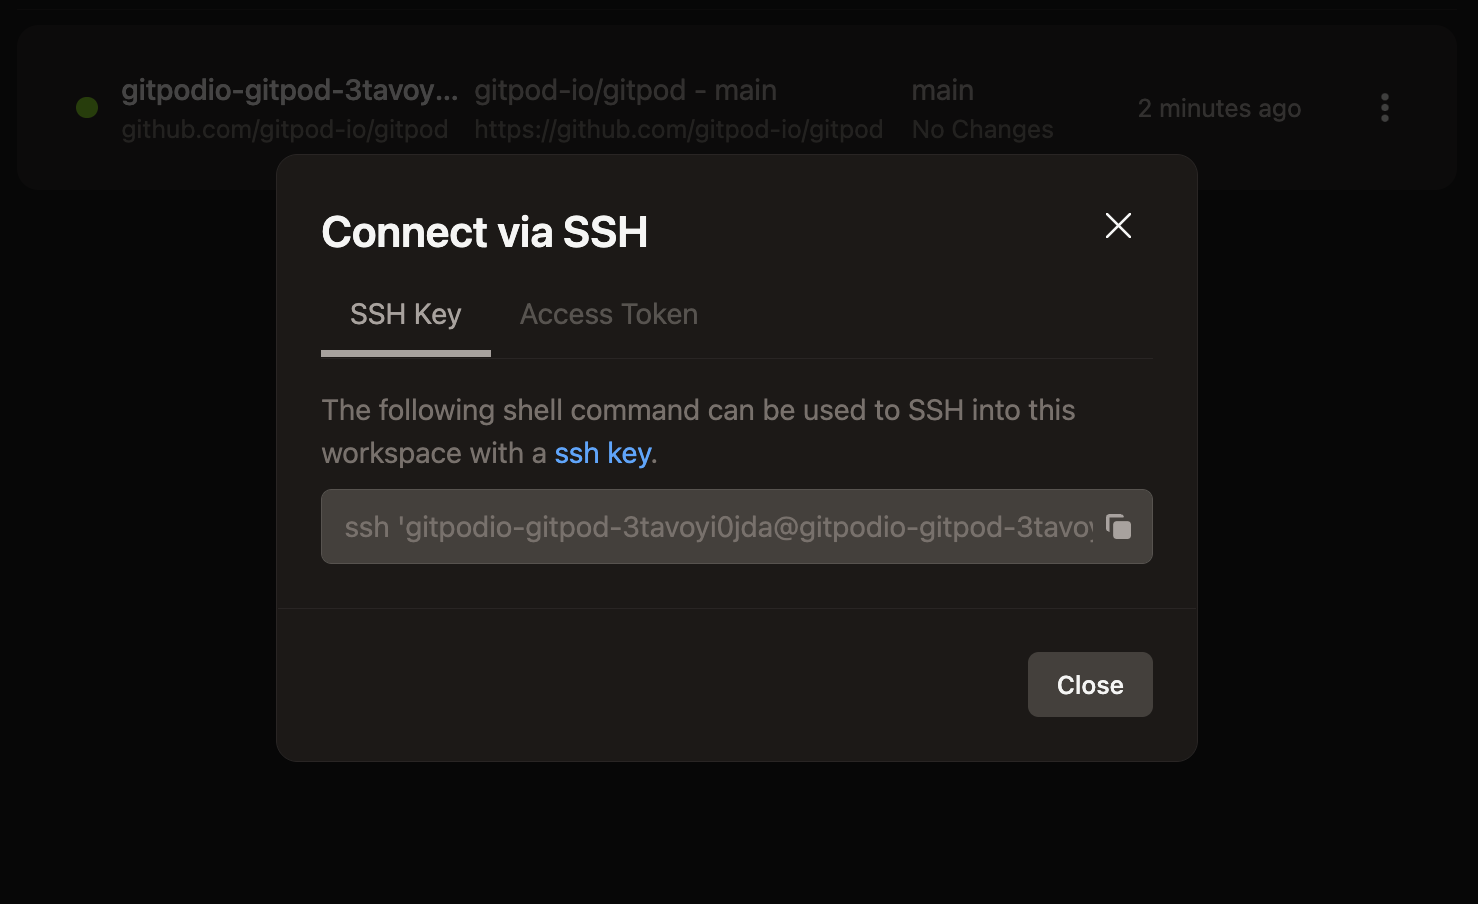 gitpodio-gitpod-3tavoy... gitpod-io/gitpod - main main
github.com/gitpod-io/gitpod https://github.com/gitpod-io/gitpod No Changes
2 minutes ago
Connect via SSH
SSH Key Access Token
The following shell command can be used to SSH into this
workspace with a ssh key.
ssh 'gitpodio-gitpod-3tavoyi0jda@gitpodio-gitpod-3tavoy
Close